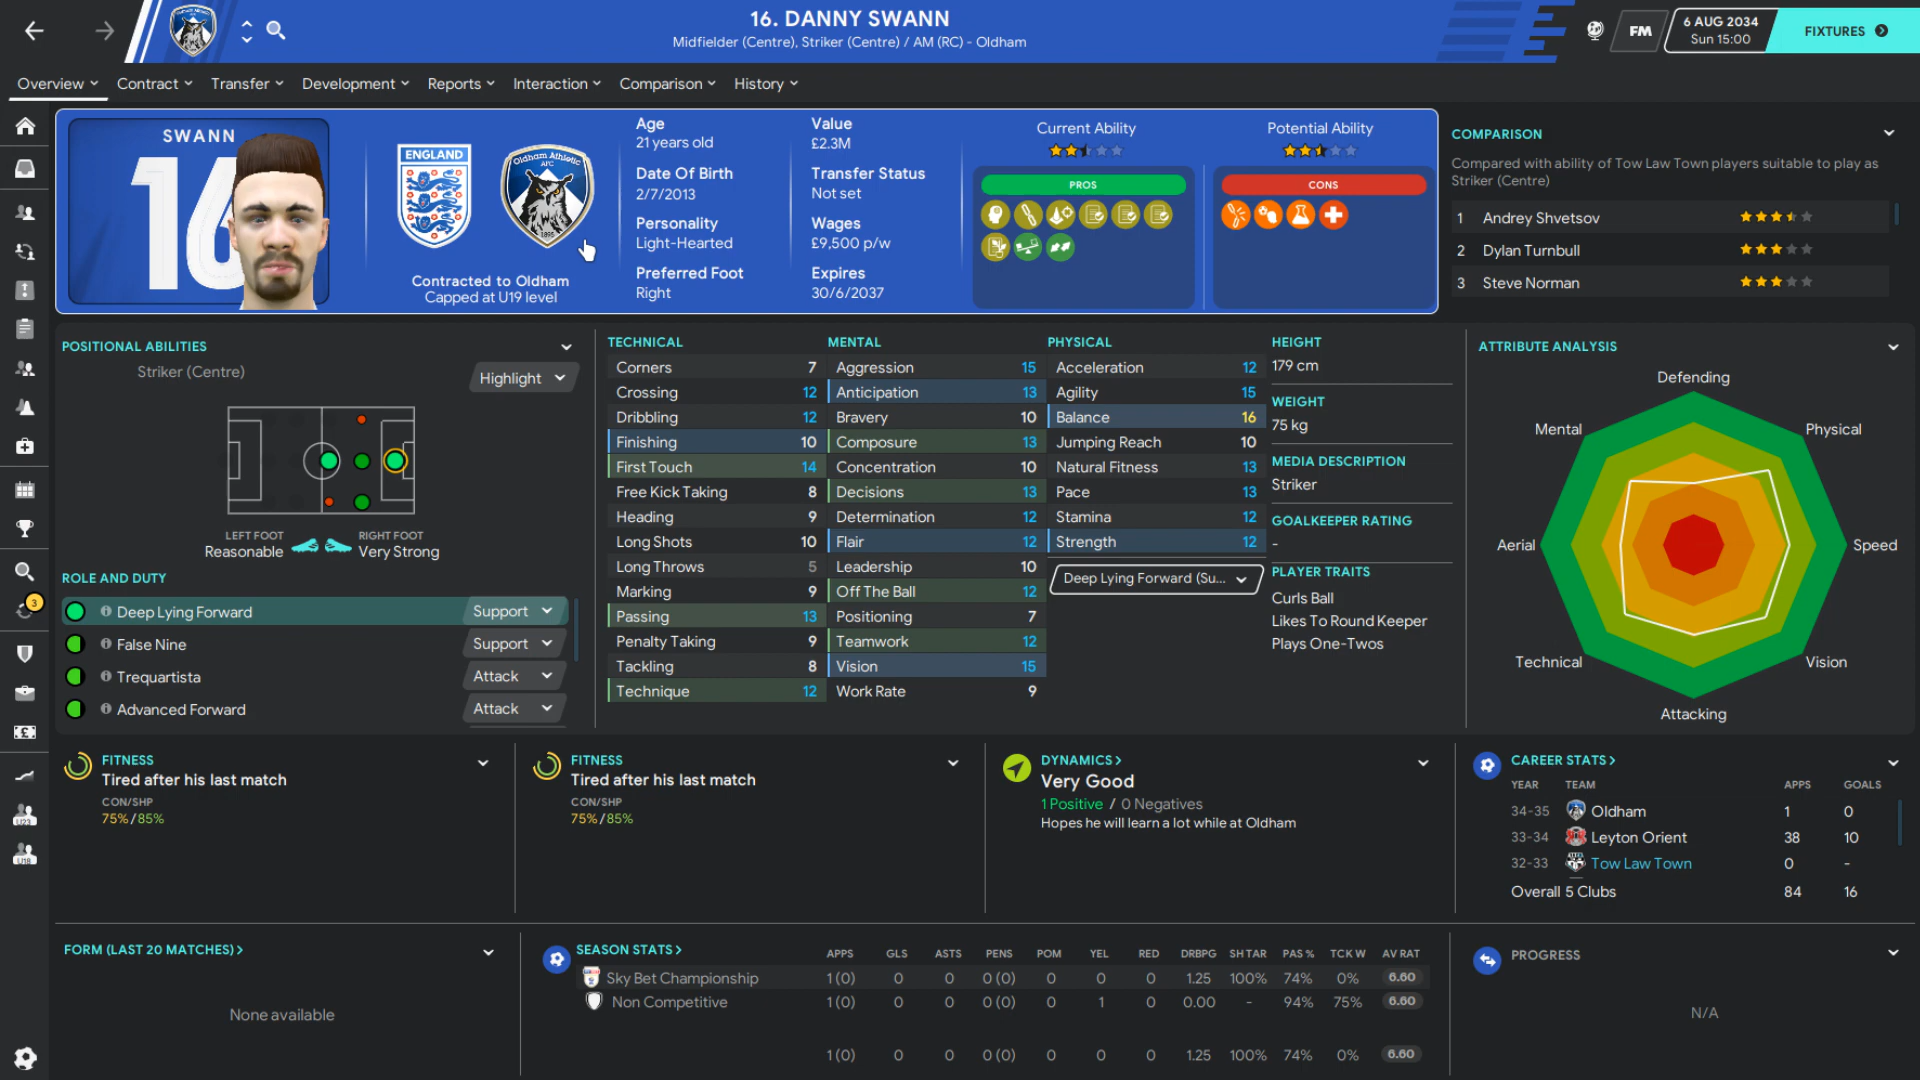 16. DANNY SWANN
Midfielder (Centre), Striker (Centre) / AM (RC) - Oldham
FM
6 AUG 2034
Sun 15:00
FIXTURES
Overview
Contract
Transfer
Development
Reports
Interaction
Comparison
History
SWANN
16
ENGLAND
Oldham Athletic
AFC
1895
Contracted to Oldham
Capped at U19 level
Age
21 years old
Date Of Birth
2/7/2013
Personality
Light-Hearted
Preferred Foot
Right
Value
£2.3M
Transfer Status
Not set
Wages
£9,500 p/w
Expires
30/6/2037
Current Ability
PROS
Potential Ability
CONS
COMPARISON
Compared with ability of Tow Law Town players suitable to play as
Striker (Centre)
1 Andrey Shvetsov
2 Dylan Turnbull
3 Steve Norman
POSITIONAL ABILITIES
Striker (Centre)
Highlight
LEFT FOOT
Reasonable
RIGHT FOOT
Very Strong
ROLE AND DUTY
Deep Lying Forward Support
False Nine Support
Trequartista Attack
Advanced Forward Attack
TECHNICAL
Corners 7
Crossing 12
Dribbling 12
Finishing 10
First Touch 14
Free Kick Taking 8
Heading 9
Long Shots 10
Long Throws 5
Marking 9
Passing 13
Penalty Taking 9
Tackling 8
Technique 12
MENTAL
Aggression 15
Anticipation 13
Bravery 10
Composure 13
Concentration 10
Decisions 13
Determination 12
Flair 12
Leadership 10
Off The Ball 12
Positioning 7
Teamwork 12
Vision 15
Work Rate 9
PHYSICAL
Acceleration 12
Agility 15
Balance 16
Jumping Reach 10
Natural Fitness 13
Pace 13
Stamina 12
Strength 12
Deep Lying Forward (Su...
HEIGHT
179 cm
WEIGHT
75 kg
MEDIA DESCRIPTION
Striker
GOALKEEPER RATING
-
PLAYER TRAITS
Curls Ball
Likes To Round Keeper
Plays One-Twos
ATTRIBUTE ANALYSIS
Defending
Mental
Physical
Aerial
Speed
Technical
Vision
Attacking
3
U23
U18
FITNESS
Tired after his last match
CON/SHP
75%/85%
FITNESS
Tired after his last match
CON/SHP
75%/85%
DYNAMICS>
Very Good
1 Positive / 0 Negatives
Hopes he will learn a lot while at Oldham
CAREER STATS>
YEAR TEAM APPS GOALS
34-35 Oldham 1 0
33-34 Leyton Orient 38 10
32-33 Tow Law Town 0 -
Overall 5 Clubs 84 16
FORM (LAST 20 MATCHES)>
None available
SEASON STATS> APPS GLS ASTS PENS POM YEL RED DRBPG SH TAR PAS % TCK W AV RAT
Sky Bet Championship 1 (0) 0 0 0 (0) 0 0 0 1.25 100% 74% 0% 6.60
Non Competitive 1 (0) 0 0 0 (0) 0 1 0 0.00 - 94% 75% 6.60
1 (0) 0 0 0 (0) 0 0 0 1.25 100% 74% 0% 6.60
PROGRESS
N/A